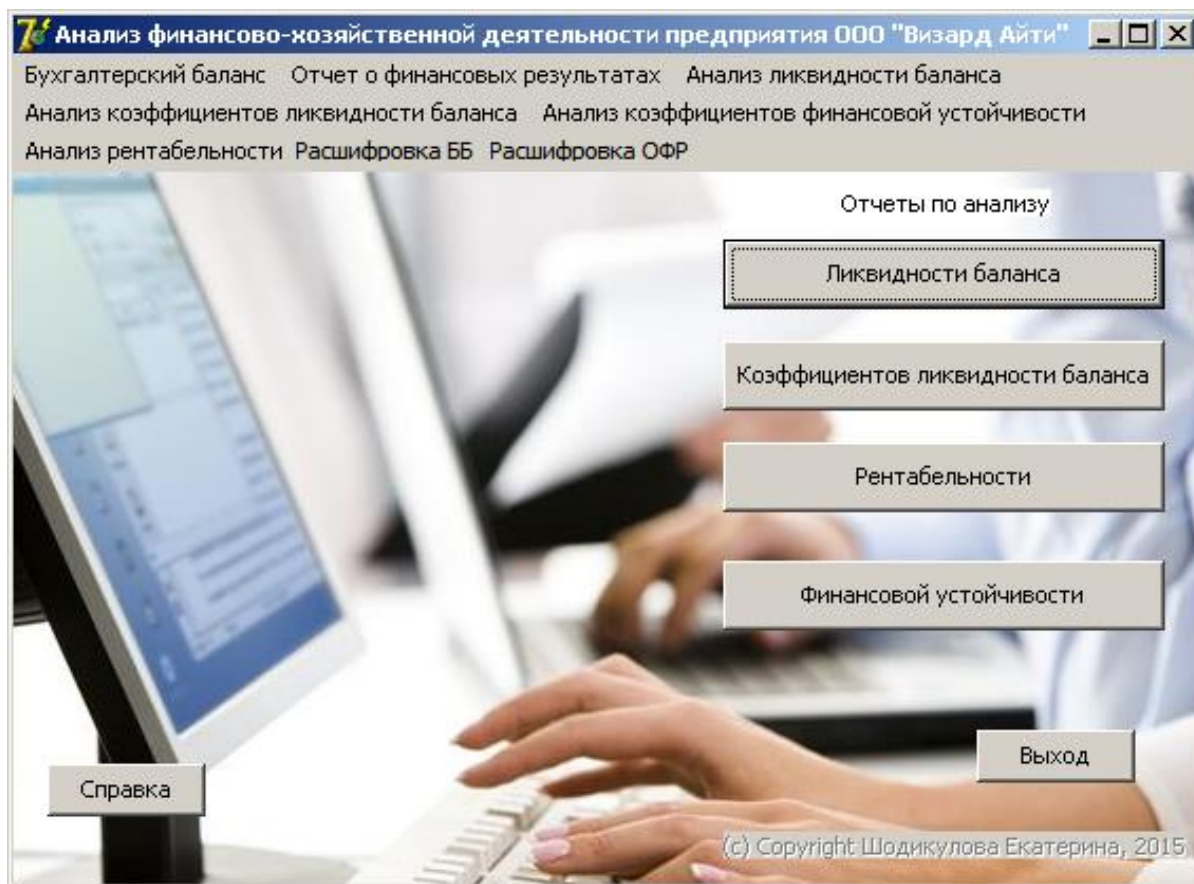 Анализ финансово-хозяйственной деятельности предприятия ООО "Визард Айти"
Бухгалтерский баланс Отчет о финансовых результатах Анализ ликвидности баланса
Анализ коэффициентов ликвидности баланса Анализ коэффициентов финансовой устойчивости
Анализ рентабельности Расшифровка ББ Расшифровка ОФР
Отчеты по анализу
Ликвидности баланса
Коэффициентов ликвидности баланса
Рентабельности
Финансовой устойчивости
Выход
Справка
(c) Copyright Шодикулова Екатерина, 2015